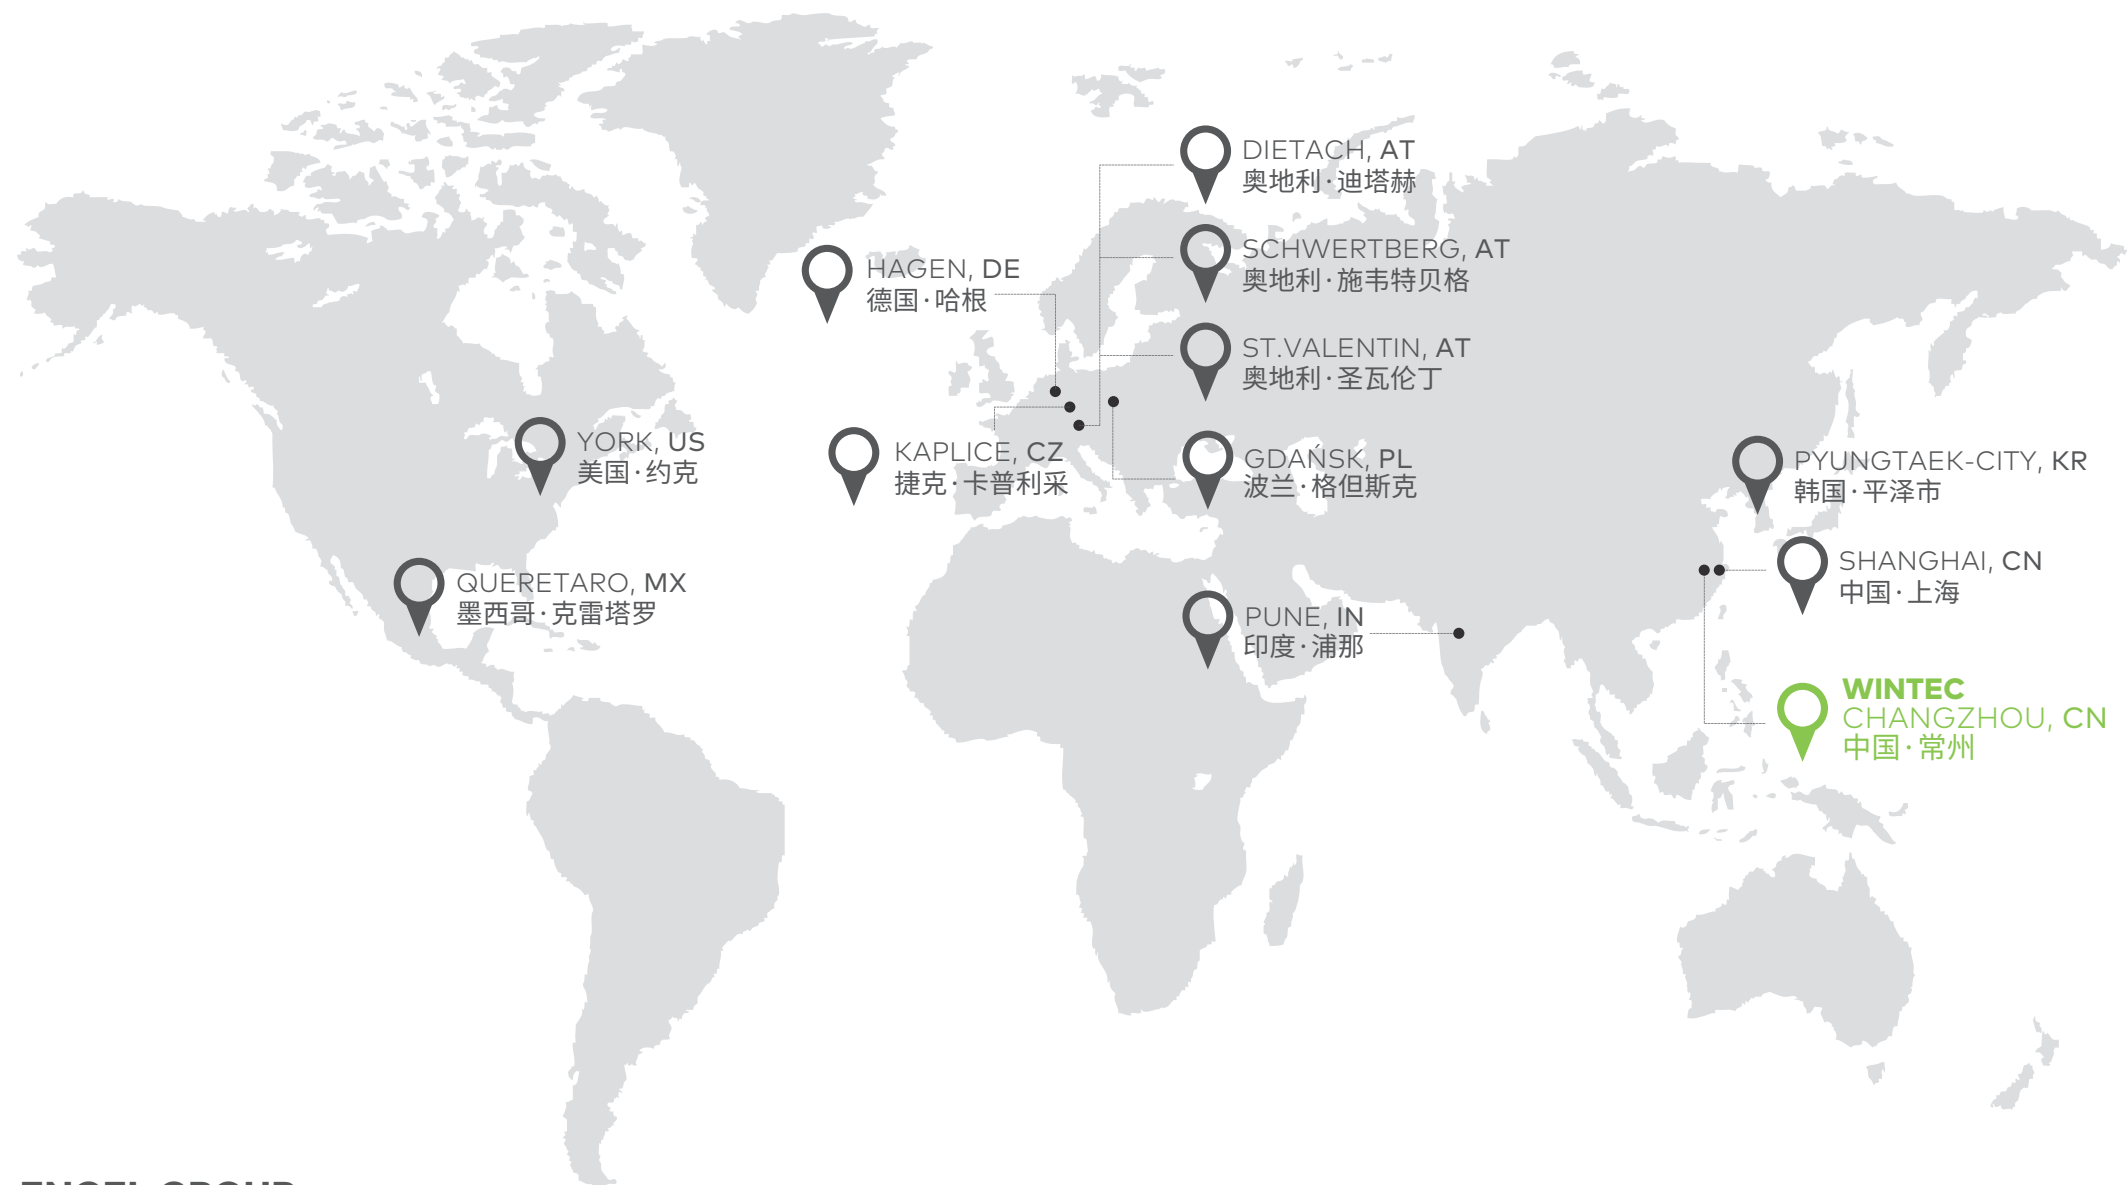 DIETACH, AT
奥地利·迪塔赫
SCHWERTBERG, AT
奥地利·施韦特贝格
HAGEN, DE
德国·哈根
ST.VALENTIN, AT
奥地利·圣瓦伦丁
YORK, US
美国·约克
KAPLICE, CZ
捷克·卡普利采
GDAŃSK, PL
波兰·格但斯克
PYUNGTAEK-CITY, KR
韩国·平泽市
SHANGHAI, CN
中国·上海
QUERETARO, MX
墨西哥·克雷塔罗
PUNE, IN
印度·浦那
WINTEC
CHANGZHOU, CN
中国·常州
ENGEL GROUP